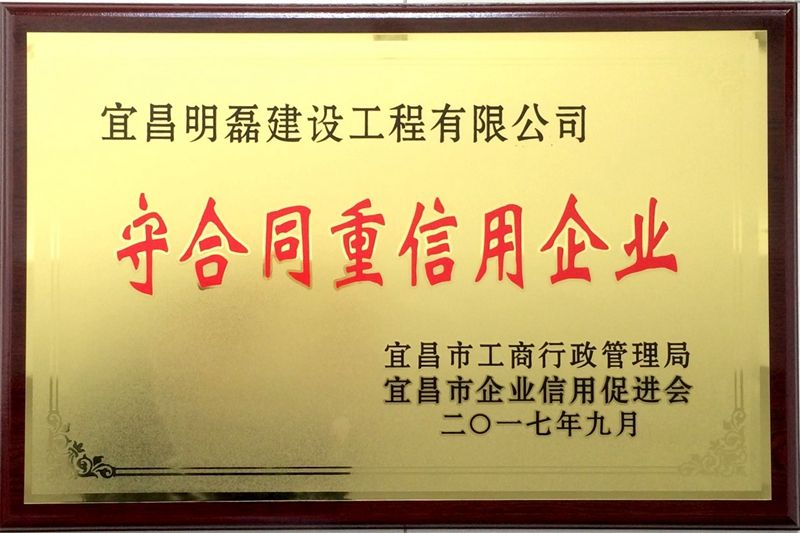 宜昌明磊建设工程有限公司
守合同重信用企业
宜昌市工商行政管理局
宜昌市企业信用促进会
二〇一七年九月